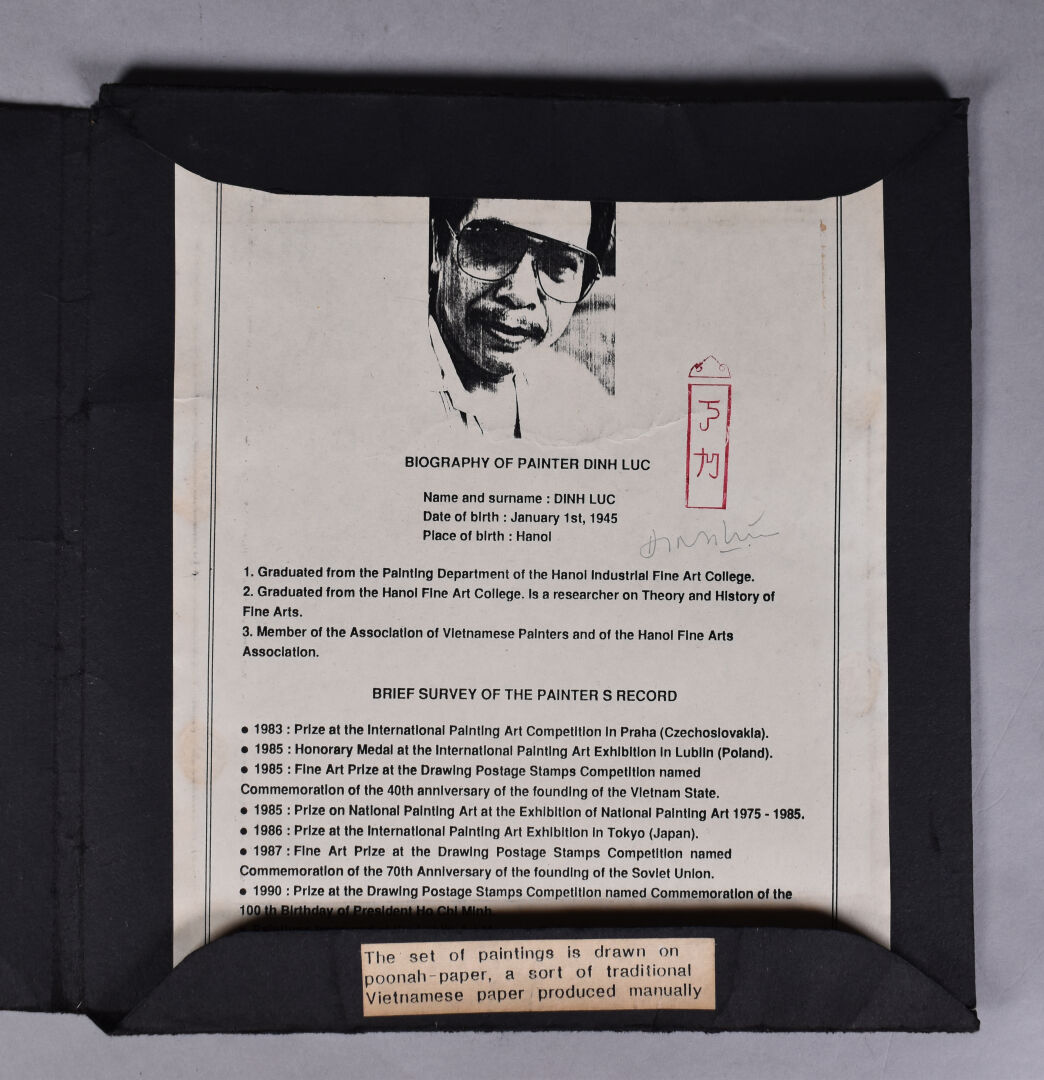 BIOGRAPHY OF PAINTER DINH LUC
Name and surname : DINH LUC
Date of birth : January 1st, 1945
Place of birth : Hanoi
1. Graduated from the Painting Department of the Hanoi Industrial Fine Art College.
2. Graduated from the Hanoi Fine Art College. Is a researcher on Theory and History of
Fine Arts.
3. Member of the Association of Vietnamese Painters and of the Hanoi Fine Arts
Association.
BRIEF SURVEY OF THE PAINTER S RECORD
● 1983 : Prize at the International Painting Art Competition in Praha (Czechoslovakia).
● 1985 : Honorary Medal at the International Painting Art Exhibition in Lublin (Poland).
● 1985 : Fine Art Prize at the Drawing Postage Stamps Competition named
Commemoration of the 40th anniversary of the founding of the Vietnam State.
● 1985 : Prize on National Painting Art at the Exhibition of National Painting Art 1975 - 1985.
● 1986 : Prize at the International Painting Art Exhibition in Tokyo (Japan).
● 1987 : Fine Art Prize at the Drawing Postage Stamps Competition named
Commemoration of the 70th Anniversary of the founding of the Soviet Union.
● 1990 : Prize at the Drawing Postage Stamps Competition named Commemoration of the
100 th Birthday of President Ho Chi Minh
The set of paintings is drawn on
poonah-paper, a sort of traditional
Vietnamese paper produced manually